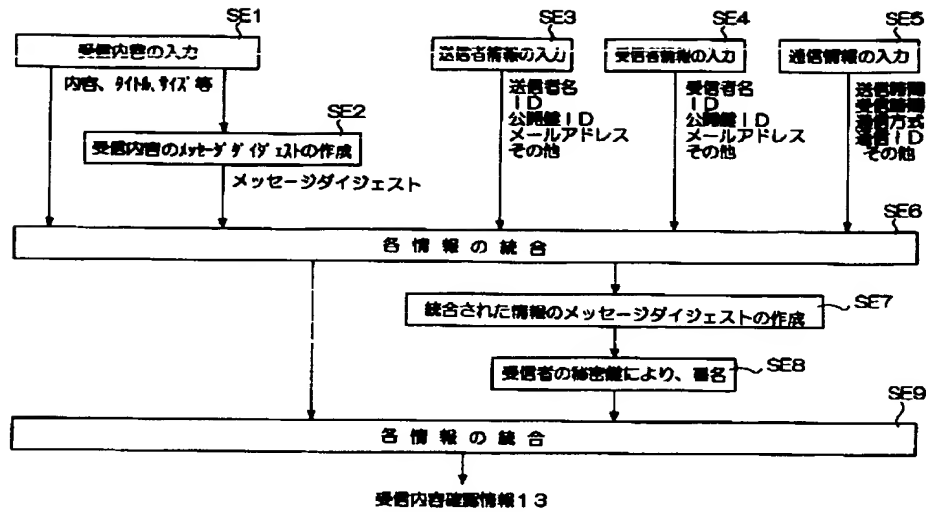 SE1
受信内容の入力
SE3
送信者情報の入力
SE4
受信者情報の入力
SE5
通信情報の入力
内容、タイトル、サイズ 等
送信者名
ID
公開鍵ID
メールアドレス
その他
受信者名
ID
公開鍵ID
メールアドレス
その他
送信時間
受信時間
通信方式
通信ID
その他
SE2
受信内容のメッセージダイジェストの作成
メッセージダイジェスト
SE6
各 情 報 の 統 合
統合された情報のメッセージダイジェストの作成
SE7
受信者の秘密鍵により、署名
SE8
SE9
各 情 報 の 統 合
受信内容確認情報13